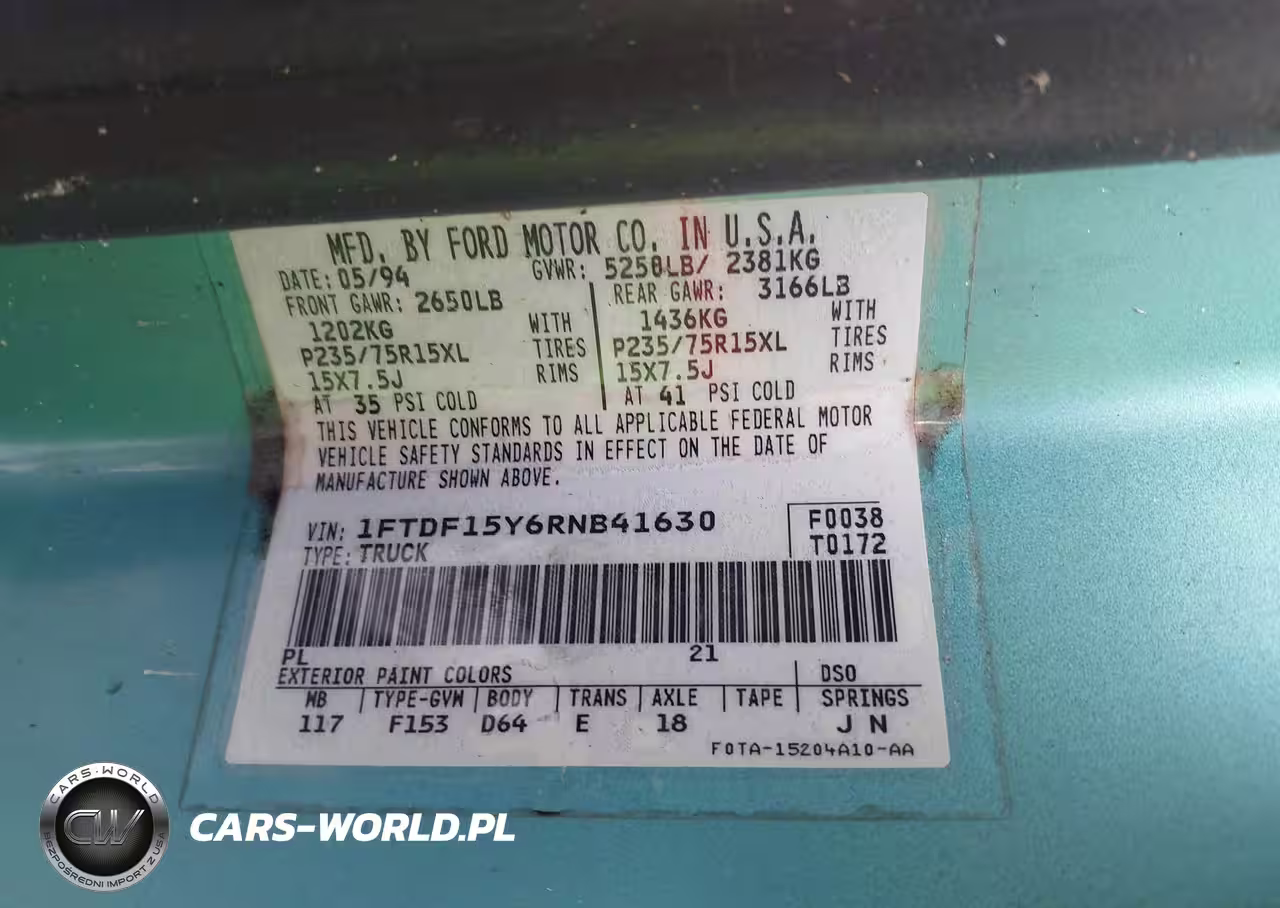 MFD. BY FORD MOTOR CO. IN U.S.A.
DATE: 05/94 GVWR: 5250LB/ 2381KG
FRONT GAWR: 2650LB REAR GAWR: 3166LB
1202KG WITH 1436KG WITH
P235/75R15XL TIRES P235/75R15XL TIRES
15X7.5J RIMS 15X7.5J RIMS
AT 35 PSI COLD AT 41 PSI COLD
THIS VEHICLE CONFORMS TO ALL APPLICABLE FEDERAL MOTOR
VEHICLE SAFETY STANDARDS IN EFFECT ON THE DATE OF
MANUFACTURE SHOWN ABOVE.
VIN: 1FTDF15Y6RNB41630 F0038
TYPE: TRUCK T0172
PL 21
EXTERIOR PAINT COLORS DSO
WB TYPE-GVW BODY TRANS AXLE TAPE SPRINGS
117 F153 D64 E 18 J N
F0TA-15204A10-AA
CARS-WORLD
CW
BEZPOŚREDNI IMPORT Z USA
CARS-WORLD.PL